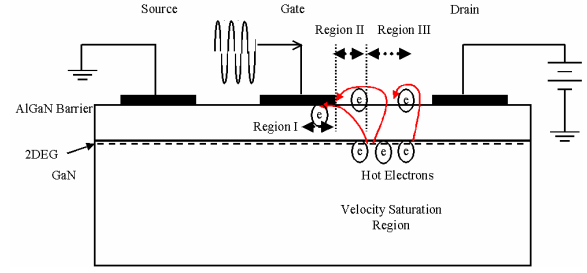 Source Gate Drain
Region II Region III
AlGaN Barrier
e e
e
Region I
2DEG
e e e
GaN
Hot Electrons
Velocity Saturation
Region